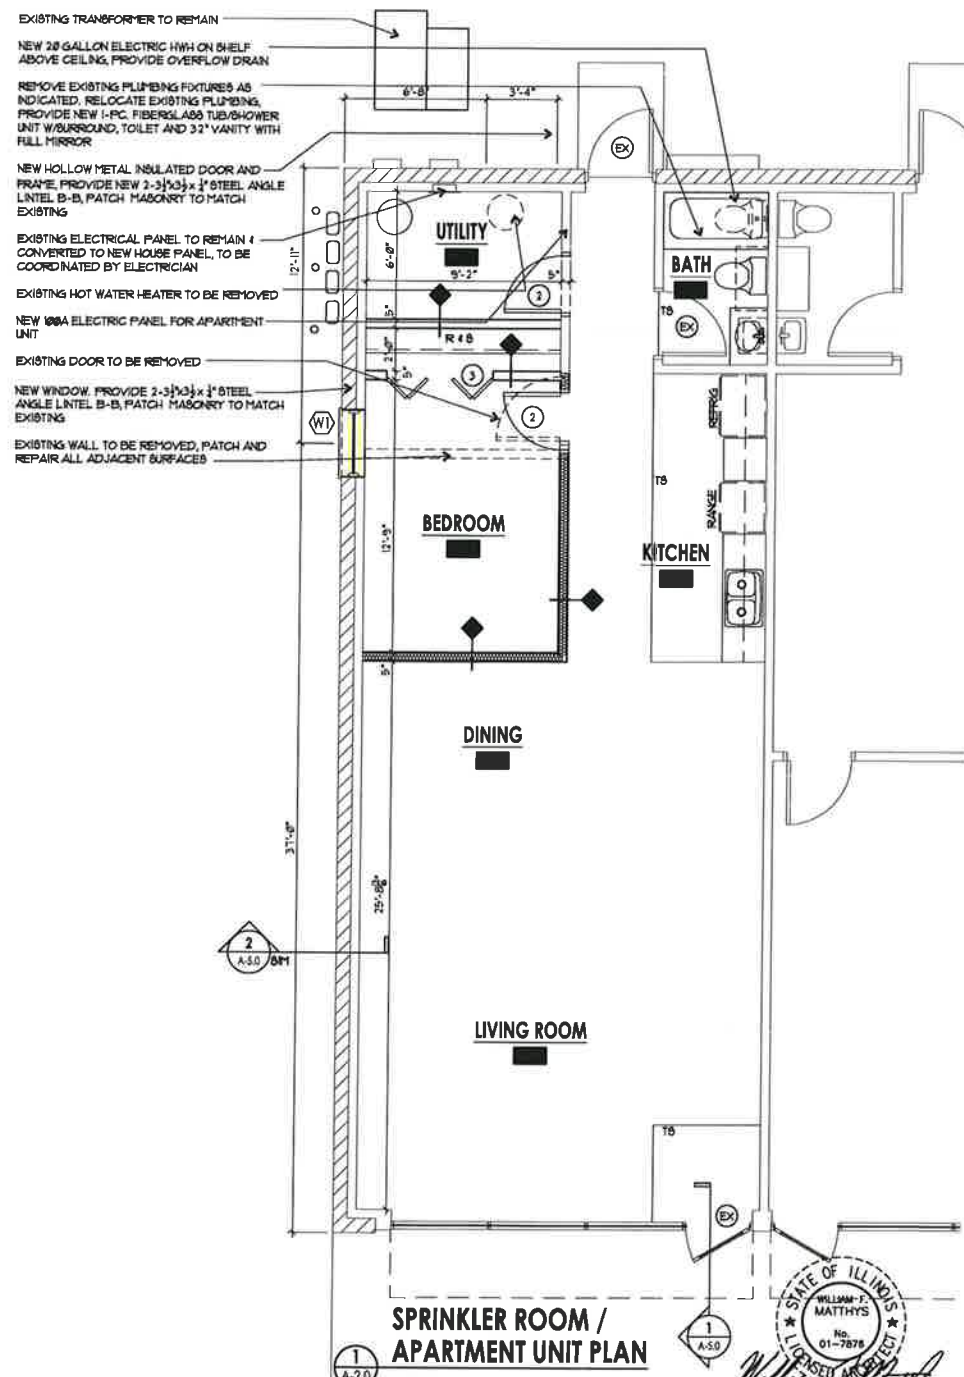 EXISTING TRANSFORMER TO REMAIN
NEW 20 GALLON ELECTRIC HWH ON SHELF
ABOVE CEILING, PROVIDE OVERFLOW DRAIN
REMOVE EXISTING PLUMBING FIXTURES AS
INDICATED. RELOCATE EXISTING PLUMBING,
PROVIDE NEW 1-PC. FIBERGLASS TUB/SHOWER
UNIT W/SURROUND, TOILET AND 32" VANITY WITH
FULL MIRROR
NEW HOLLOW METAL INSULATED DOOR AND
FRAME, PROVIDE NEW 2-3½"x3½"x ¼" STEEL ANGLE
LINTEL B-B, PATCH MASONRY TO MATCH
EXISTING
EXISTING ELECTRICAL PANEL TO REMAIN &
CONVERTED TO NEW HOUSE PANEL, TO BE
COORDINATED BY ELECTRICIAN
EXISTING HOT WATER HEATER TO BE REMOVED
NEW 100A ELECTRIC PANEL FOR APARTMENT
UNIT
EXISTING DOOR TO BE REMOVED
NEW WINDOW. PROVIDE 2-3½"x3½"x ¼" STEEL
ANGLE LINTEL B-B, PATCH MASONRY TO MATCH
EXISTING
EXISTING WALL TO BE REMOVED, PATCH AND
REPAIR ALL ADJACENT SURFACES
6'-8"
3'-4"
EX
12'-11"
UTILITY
6'-0"
9'-2"
5"
2
5"
R & S
2'-0"
5"
3
2
W1
BATH
TS
EX
REFRG
TS
RANGE
BEDROOM
12'-9"
KITCHEN
5"
DINING
37'-0"
2
A-5.0
SIM
LIVING ROOM
TS
EX
SPRINKLER ROOM /
APARTMENT UNIT PLAN
1
A-2.0
1
A-5.0
STATE OF ILLINOIS
WILLIAM F.
MATTHYS
No.
01-7876
LICENSED ARCHITECT